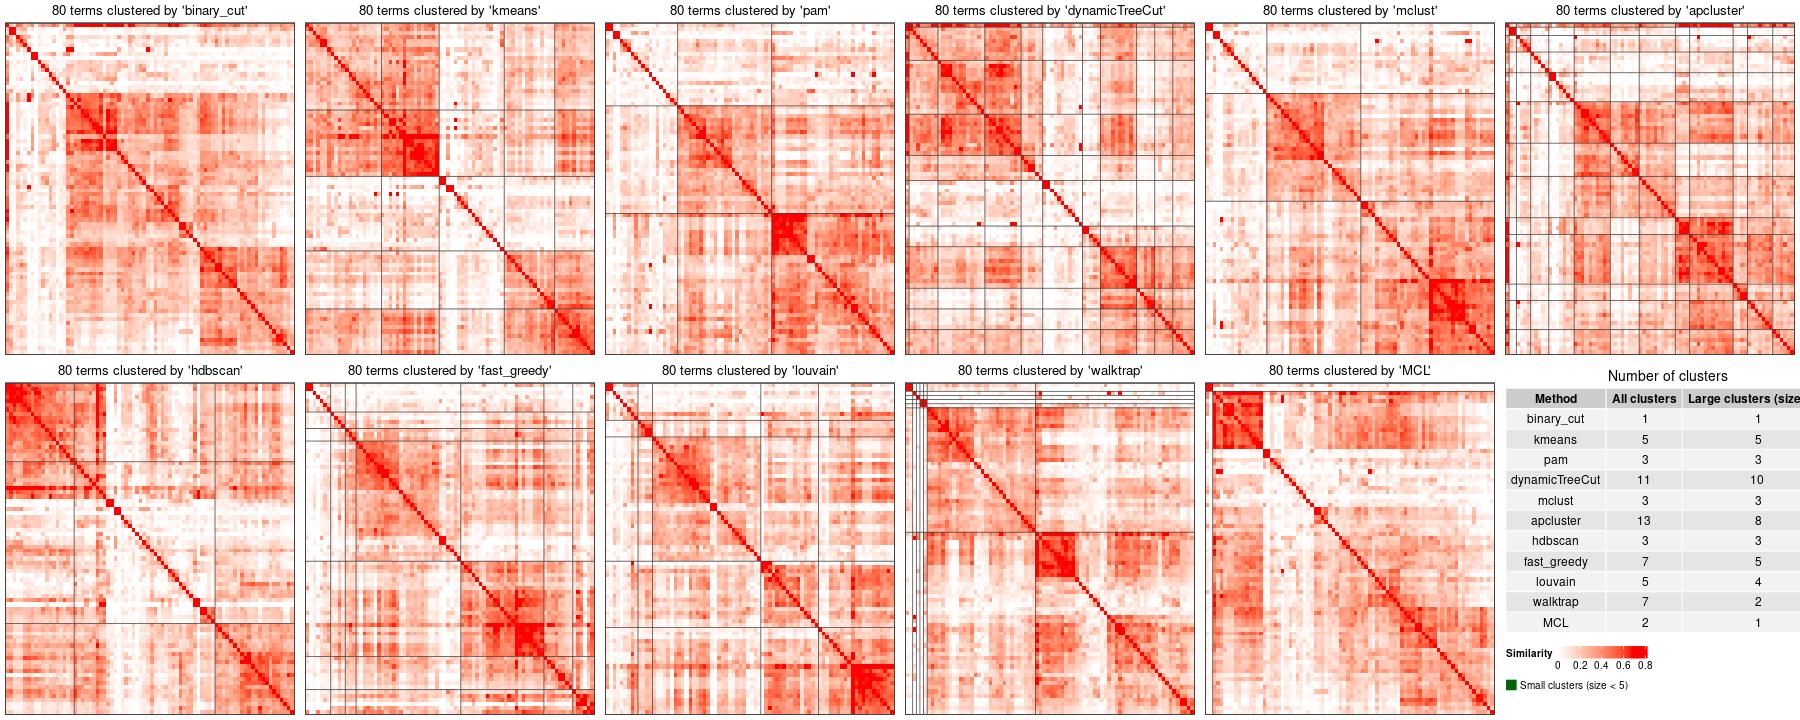 80 terms clustered by 'binary_cut'
80 terms clustered by 'kmeans'
80 terms clustered by 'pam'
80 terms clustered by 'dynamicTreeCut'
80 terms clustered by 'mclust'
80 terms clustered by 'apcluster'
80 terms clustered by 'hdbscan'
80 terms clustered by 'fast_greedy'
80 terms clustered by 'louvain'
80 terms clustered by 'walktrap'
80 terms clustered by 'MCL'
Number of clusters
Method All clusters Large clusters (size
binary_cut 1 1
kmeans 5 5
pam 3 3
dynamicTreeCut 11 10
mclust 3 3
apcluster 13 8
hdbscan 3 3
fast_greedy 7 5
louvain 5 4
walktrap 7 2
MCL 2 1
Similarity
0 0.2 0.4 0.6 0.8
Small clusters (size < 5)